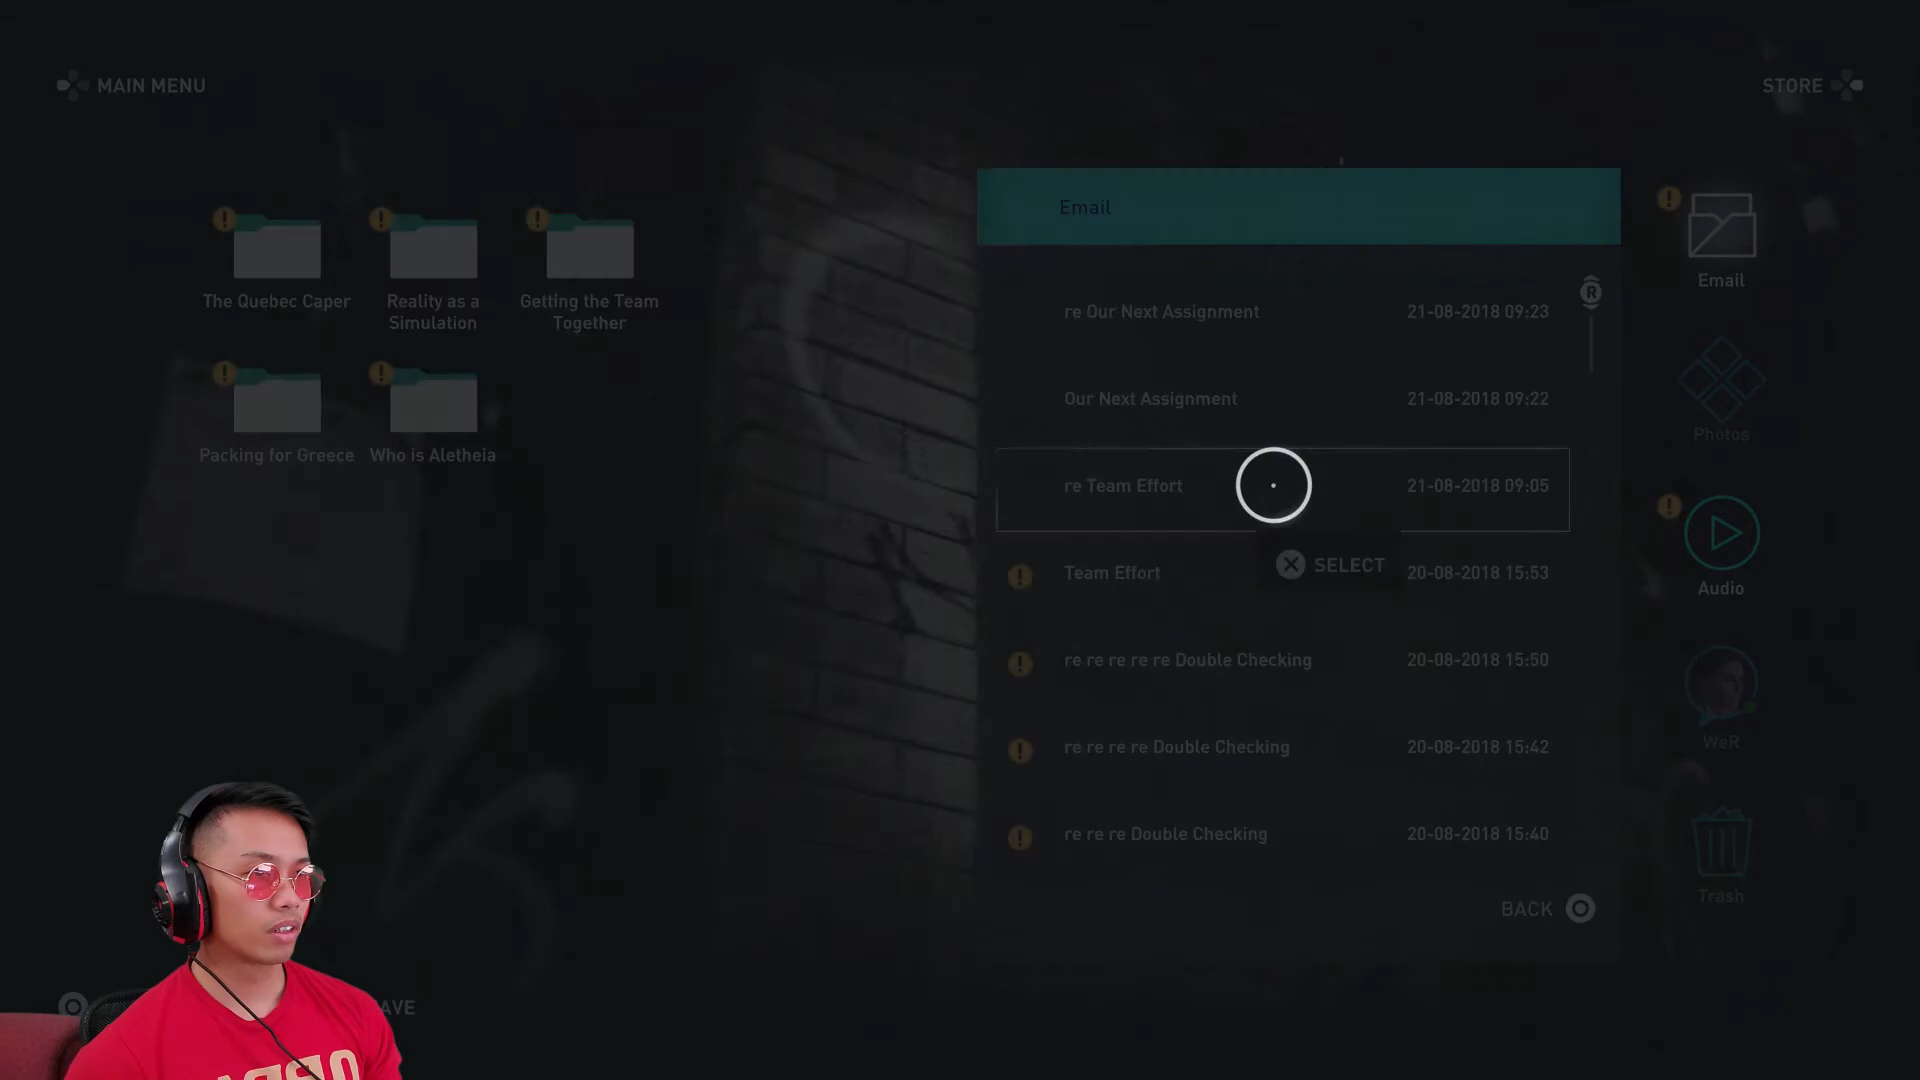 MAIN MENU
STORE
The Quebec Caper
Reality as a
Simulation
Getting the Team
Together
Packing for Greece
Who is Aletheia
Email
R
re Our Next Assignment 21-08-2018 09:23
Our Next Assignment 21-08-2018 09:22
re Team Effort 21-08-2018 09:05
SELECT
Team Effort 20-08-2018 15:53
re re re re re Double Checking 20-08-2018 15:50
re re re re Double Checking 20-08-2018 15:42
re re re Double Checking 20-08-2018 15:40
BACK
Email
Photos
Audio
WeR
Trash
AVE